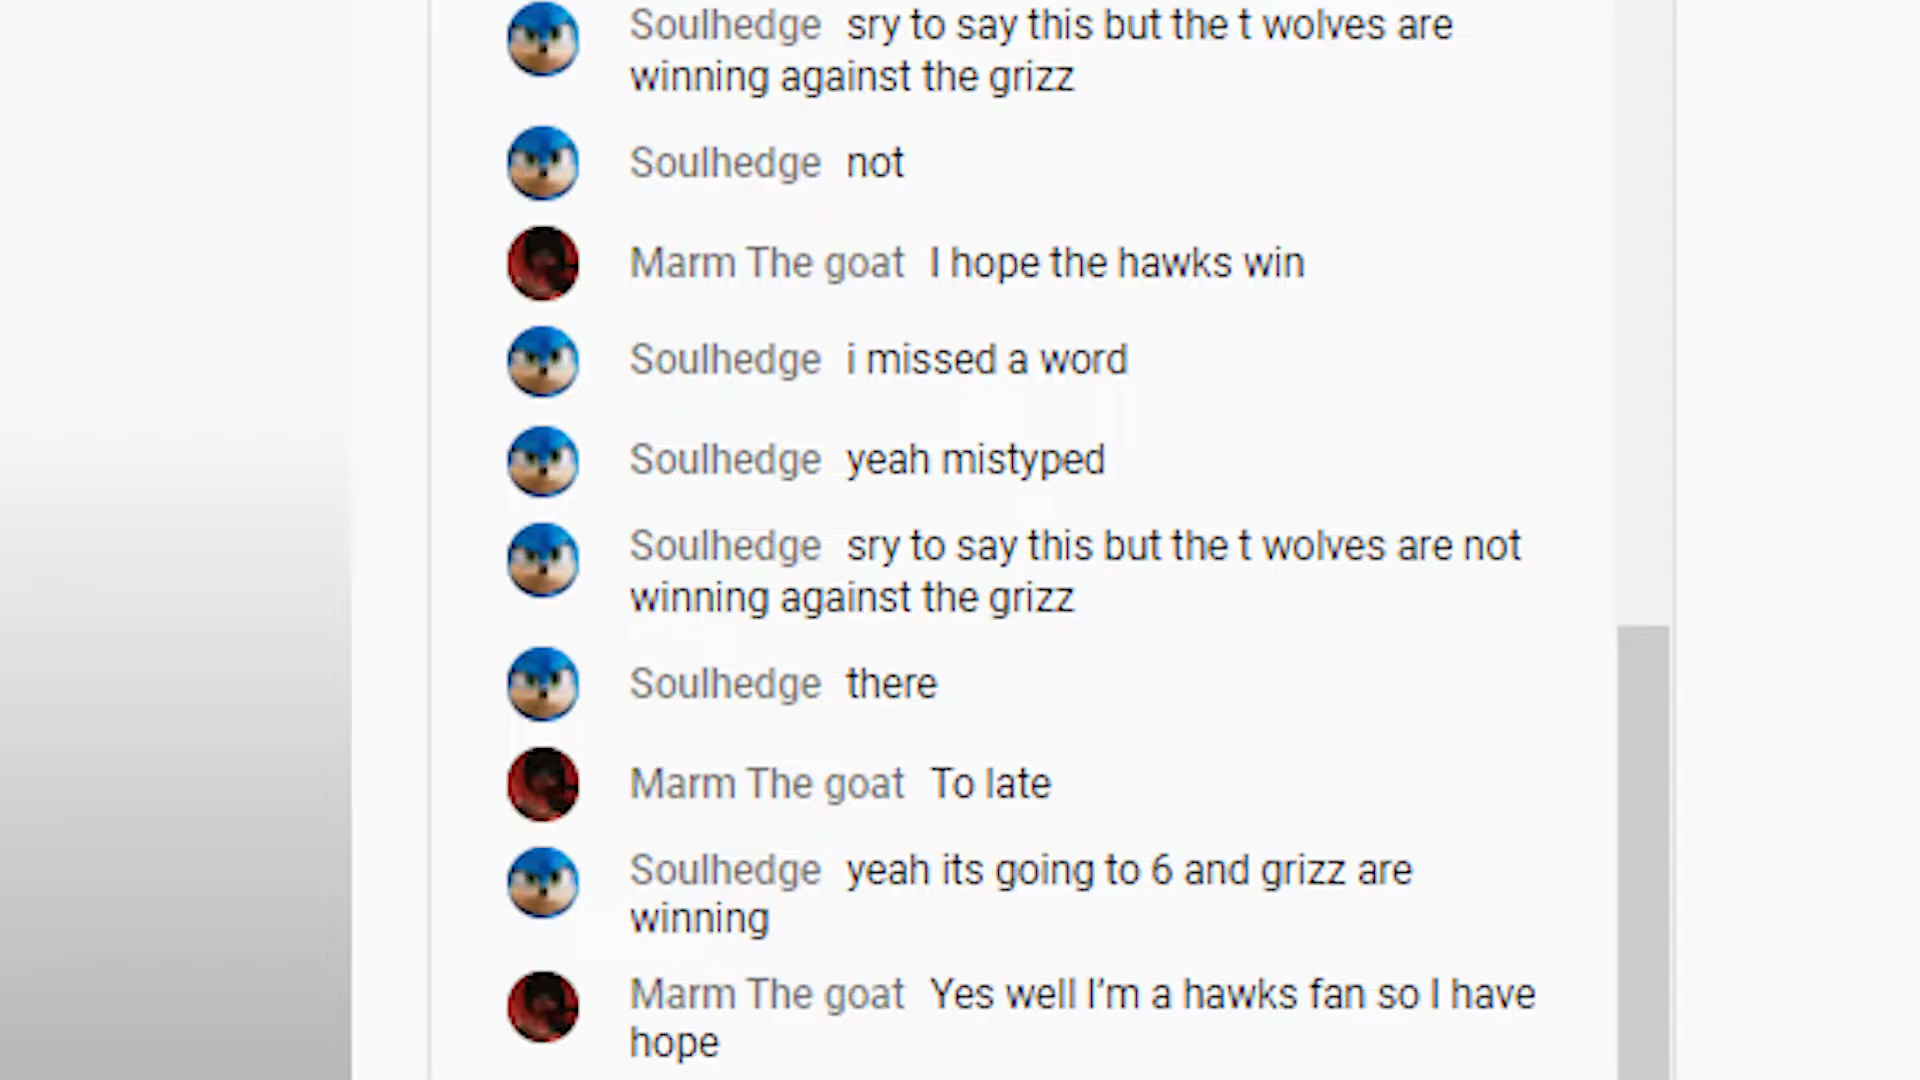 Soulhedge sry to say this but the t wolves are
winning against the grizz
Soulhedge not
Marm The goat I hope the hawks win
Soulhedge i missed a word
Soulhedge yeah mistyped
Soulhedge sry to say this but the t wolves are not
winning against the grizz
Soulhedge there
Marm The goat To late
Soulhedge yeah its going to 6 and grizz are
winning
Marm The goat Yes well I'm a hawks fan so I have
hope